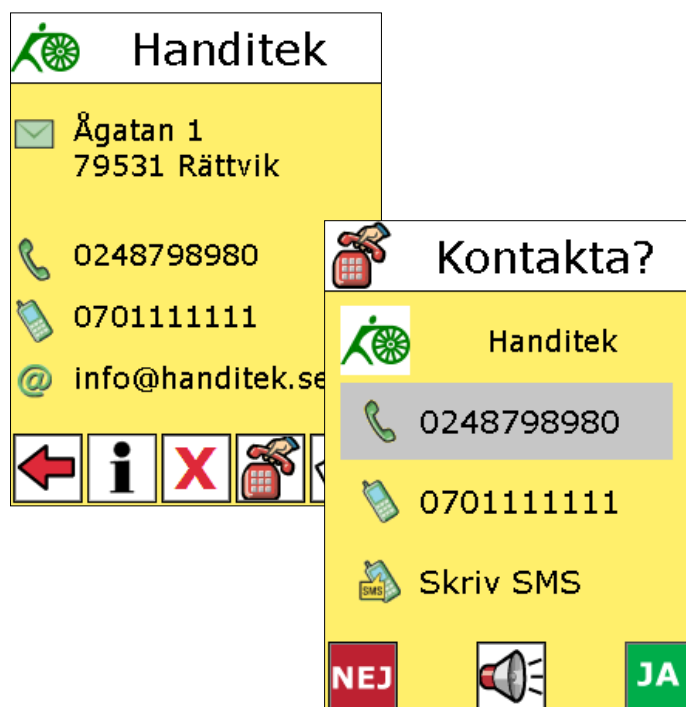 Handitek
Ågatan 1
79531 Rättvik
0248798980
0701111111
@ info@handitek.se
i X
Kontakta?
Handitek
0248798980
0701111111
SMS Skriv SMS
NEJ JA